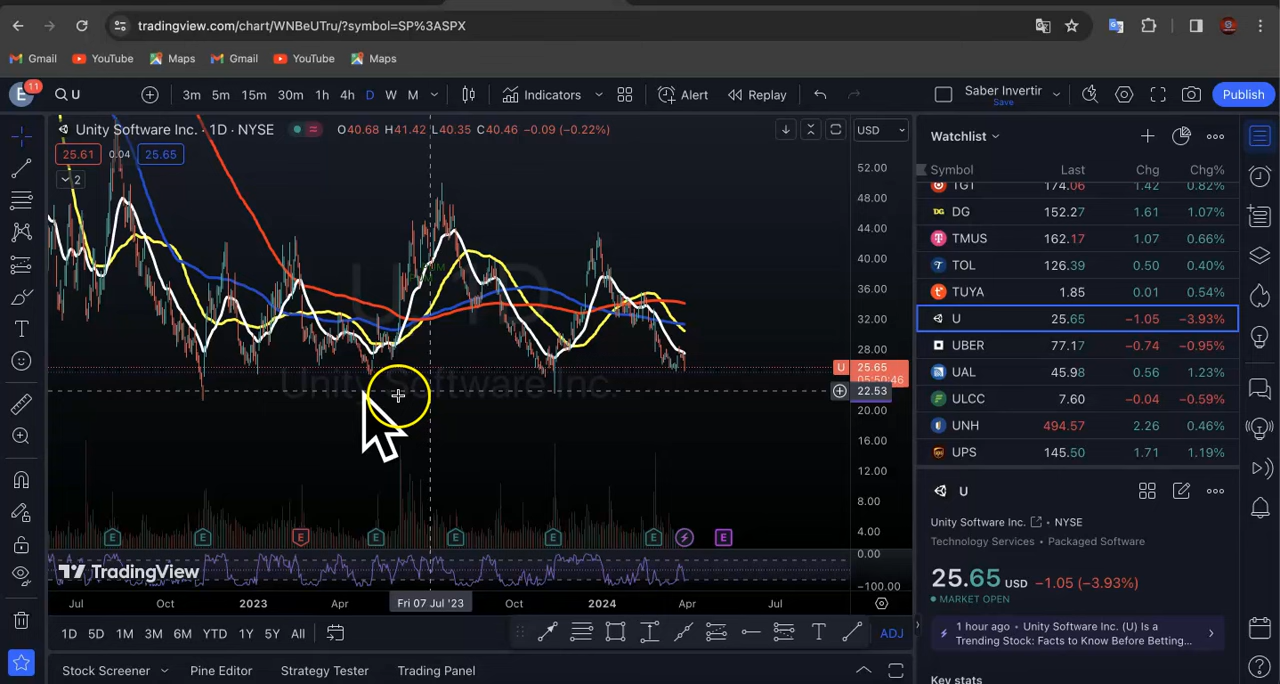 tradingview.com/chart/WNBeUTru/?symbol=SP%3ASPX
Gmail YouTube Maps Gmail YouTube Maps
E 11 U 3m 5m 15m 30m 1h 4h D W M Indicators Alert Replay Saber Invertir Save Publish
Unity Software Inc. · 1D · NYSE O40.68 H41.42 L40.35 C40.46 −0.09 (−0.22%) USD
25.61 0.04 25.65
2
52.00
48.00
44.00
40.00
36.00
32.00
28.00
U 25.65
05:50:46
22.53
20.00
16.00
12.00
8.00
4.00
0.00
−100.00
U, 1D
Unity Software Inc.
E E E E E E E E
TradingView
Jul Oct 2023 Apr Fri 07 Jul '23 Oct 2024 Apr Jul
1D 5D 1M 3M 6M YTD 1Y 5Y All ADJ
Stock Screener Pine Editor Strategy Tester Trading Panel
Watchlist
Symbol Last Chg Chg%
TGT 174.06 1.42 0.82%
DG 152.27 1.61 1.07%
TMUS 162.17 1.07 0.66%
TOL 126.39 0.50 0.40%
TUYA 1.85 0.01 0.54%
U 25.65 −1.05 −3.93%
UBER 77.17 −0.74 −0.95%
UAL 45.98 0.56 1.23%
ULCC 7.60 −0.04 −0.59%
UNH 494.57 2.26 0.46%
UPS 145.50 1.71 1.19%
U
Unity Software Inc. • NYSE
Technology Services • Packaged Software
25.65 USD −1.05 (−3.93%)
MARKET OPEN
1 hour ago • Unity Software Inc. (U) Is a
Trending Stock: Facts to Know Before Betting...
Key stats